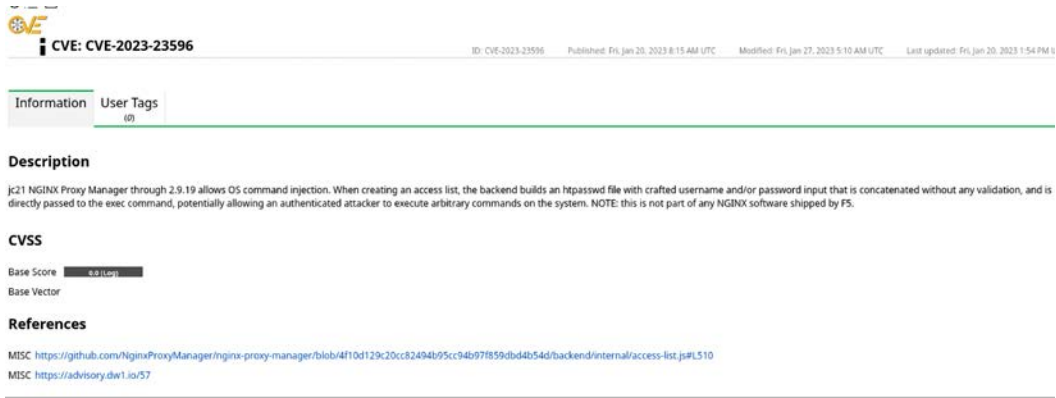 CVE
CVE: CVE-2023-23596
ID: CVE-2023-23596 Published: Fri, Jan 20, 2023 8:15 AM UTC Modified: Fri, Jan 27, 2023 5:10 AM UTC Last updated: Fri, Jan 20, 2023 1:54 PM U
Information User Tags
(0)
Description
jc21 NGINX Proxy Manager through 2.9.19 allows OS command injection. When creating an access list, the backend builds an htpasswd file with crafted username and/or password input that is concatenated without any validation, and is
directly passed to the exec command, potentially allowing an authenticated attacker to execute arbitrary commands on the system. NOTE: this is not part of any NGINX software shipped by F5.
CVSS
Base Score 0.0 (Log)
Base Vector
References
MISC https://github.com/NginxProxyManager/nginx-proxy-manager/blob/4f10d129c20cc82494b95cc94b97f859dbd4b54d/backend/internal/access-list.js#L510
MISC https://advisory.dw1.io/57